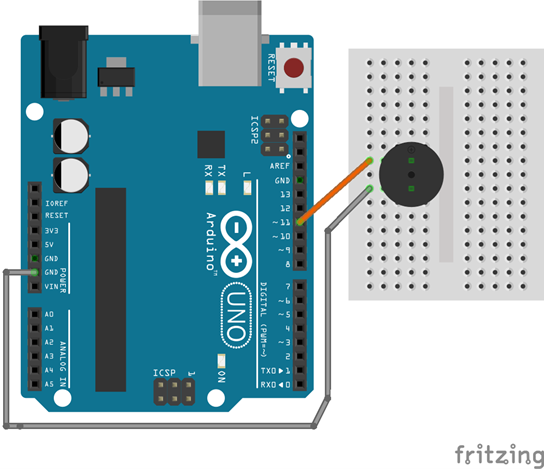 RESET
ICSP2
AREF
GND
13
12
~11
~10
~9
8
7
~6
~5
4
~3
2
TXO▶1
RXO◀0
RX
TX
L
IOREF
RESET
3V3
5V
GND
GND
VIN
POWER
A0
A1
A2
A3
A4
A5
ANALOG IN
Arduino™
UNO
DIGITAL (PWM=~)
ON
ICSP
1
fritzing